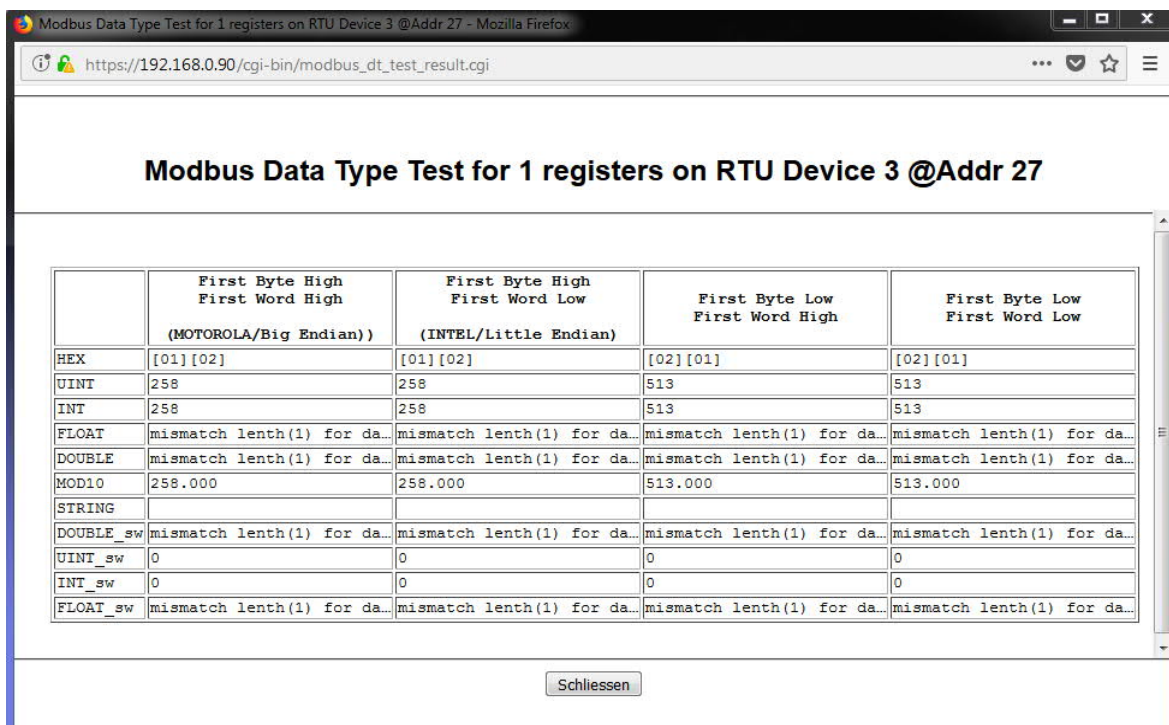 Modbus Data Type Test for 1 registers on RTU Device 3 @Addr 27 - Mozilla Firefox
https://192.168.0.90/cgi-bin/modbus_dt_test_result.cgi
Modbus Data Type Test for 1 registers on RTU Device 3 @Addr 27
First Byte High First Byte High
First Word High First Word Low First Byte Low First Byte Low
First Word High First Word Low
(MOTOROLA/Big Endian)) (INTEL/Little Endian)
HEX [01][02] [01][02] [02][01] [02][01]
UINT 258 258 513 513
INT 258 258 513 513
FLOAT mismatch lenth(1) for da… mismatch lenth(1) for da… mismatch lenth(1) for da… mismatch lenth(1) for da…
DOUBLE mismatch lenth(1) for da… mismatch lenth(1) for da… mismatch lenth(1) for da… mismatch lenth(1) for da…
MOD10 258.000 258.000 513.000 513.000
STRING
DOUBLE_sw mismatch lenth(1) for da… mismatch lenth(1) for da… mismatch lenth(1) for da… mismatch lenth(1) for da…
UINT_sw 0 0 0 0
INT_sw 0 0 0 0
FLOAT_sw mismatch lenth(1) for da… mismatch lenth(1) for da… mismatch lenth(1) for da… mismatch lenth(1) for da…
Schliessen